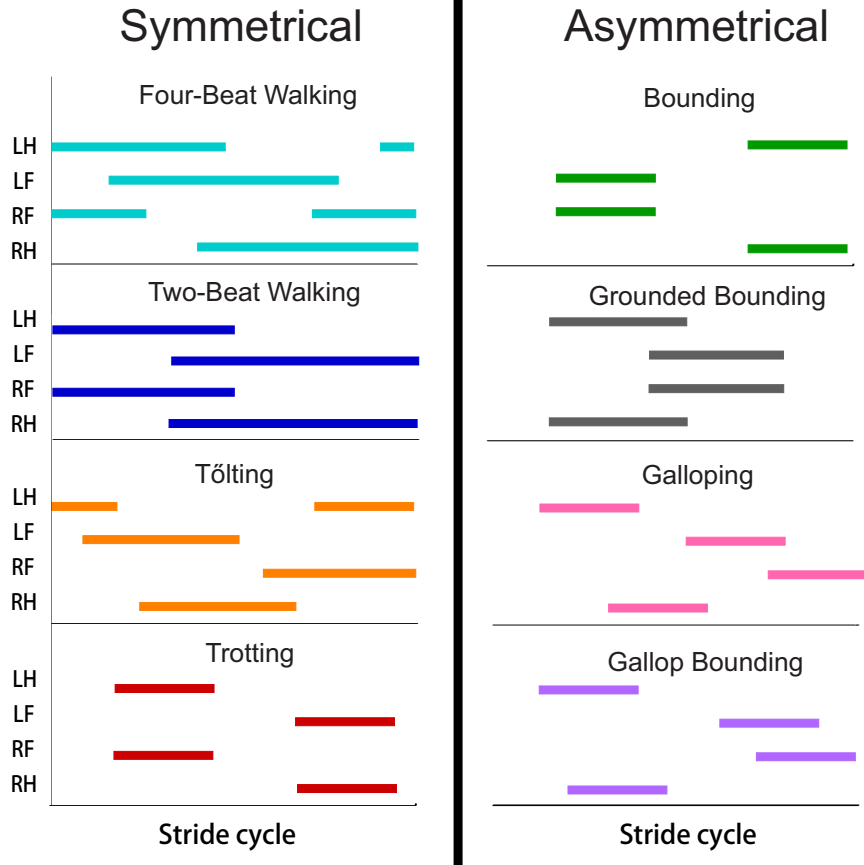 Symmetrical
Four-Beat Walking
LH
LF
RF
RH
Two-Beat Walking
LH
LF
RF
RH
Tőlting
LH
LF
RF
RH
Trotting
LH
LF
RF
RH
Stride cycle
Asymmetrical
Bounding
Grounded Bounding
Galloping
Gallop Bounding
Stride cycle